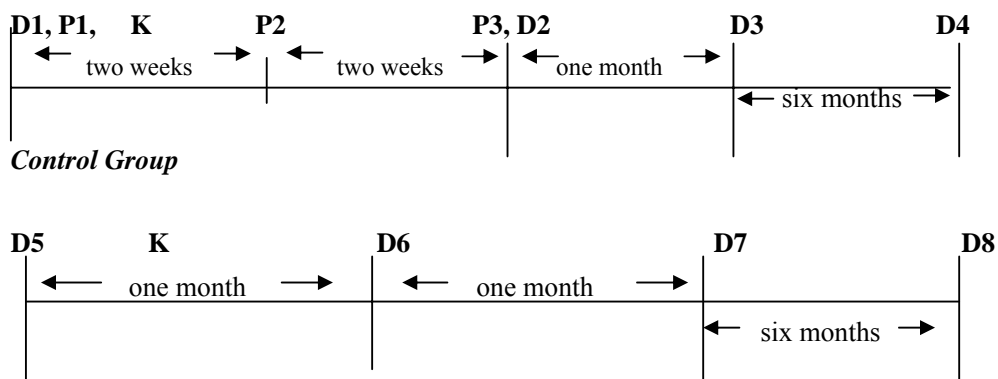 D1, P1, K P2 P3, D2 D3 D4
two weeks two weeks one month
six months
Control Group
D5 K D6 D7 D8
one month one month
six months